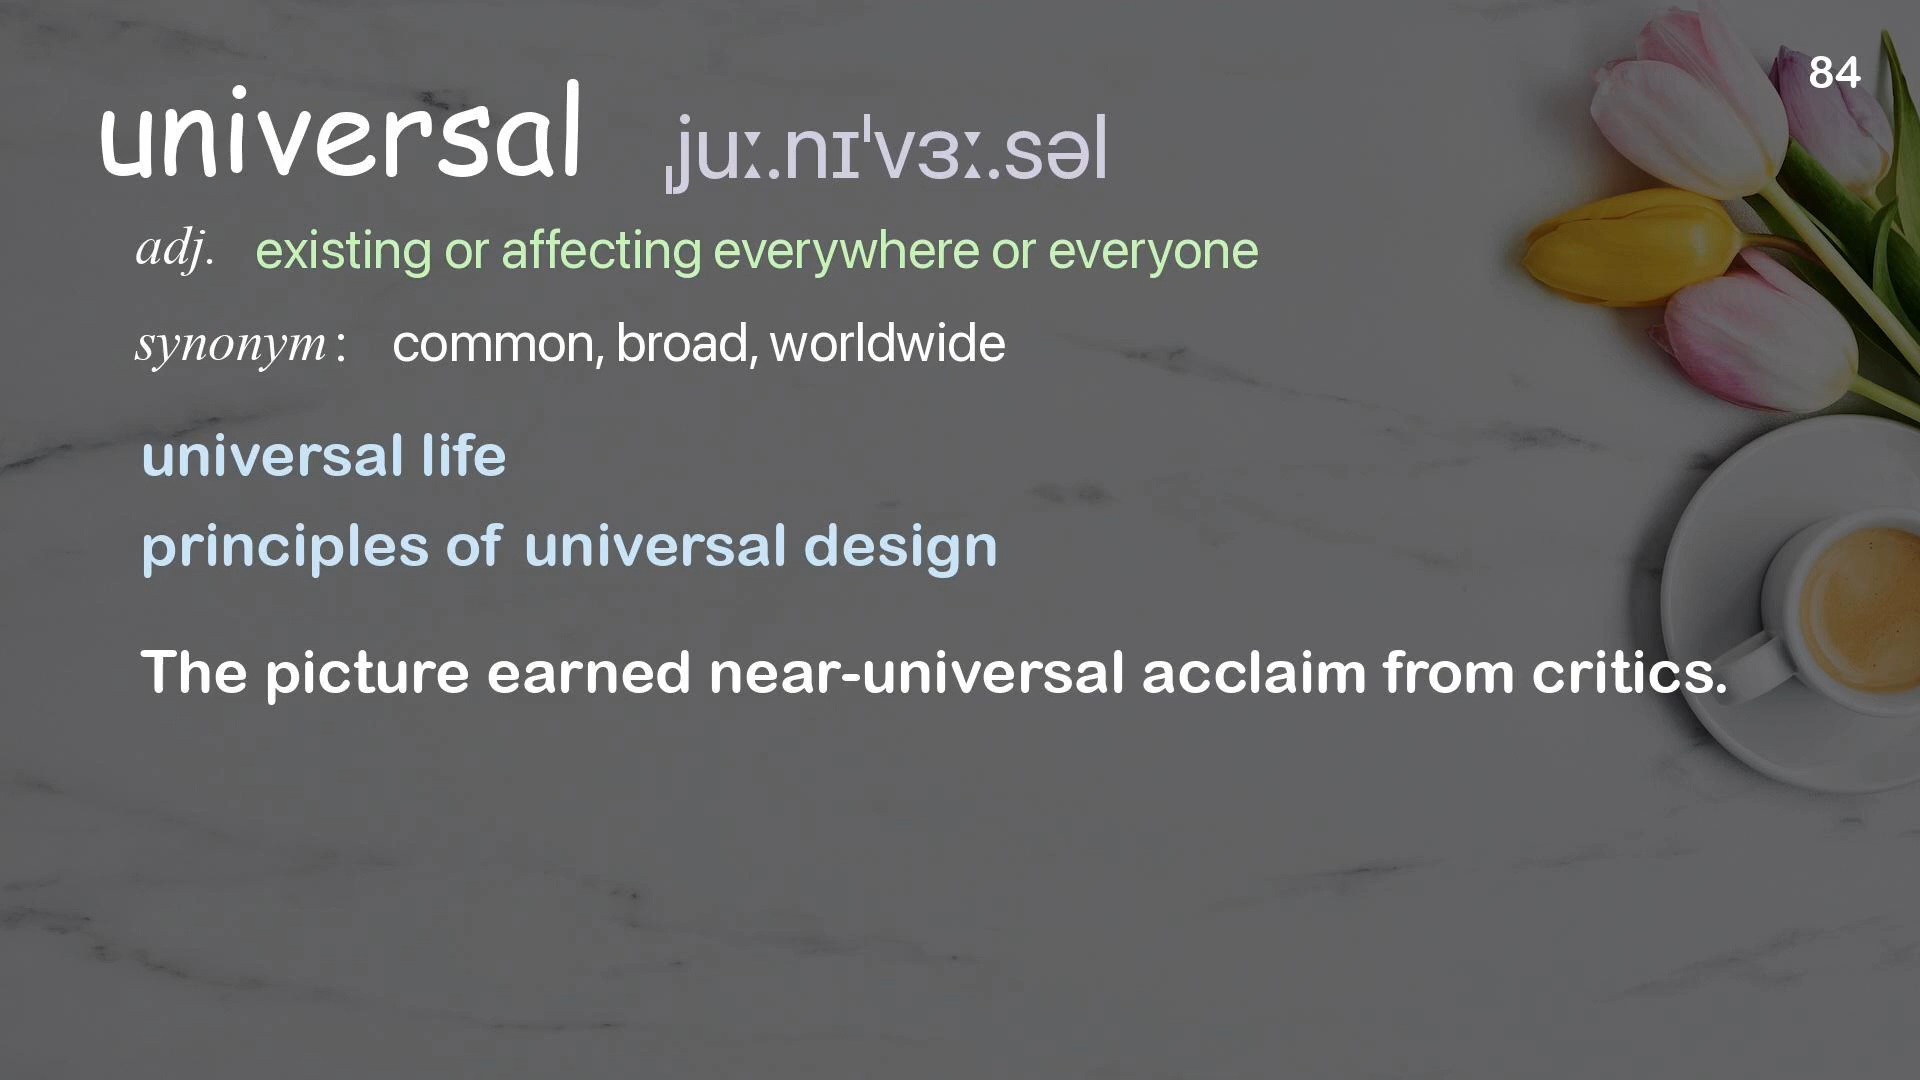 84
universal ˌjuː.nɪˈvɜː.səl
adj. existing or affecting everywhere or everyone
synonym : common, broad, worldwide
universal life
principles of universal design
The picture earned near-universal acclaim from critics.